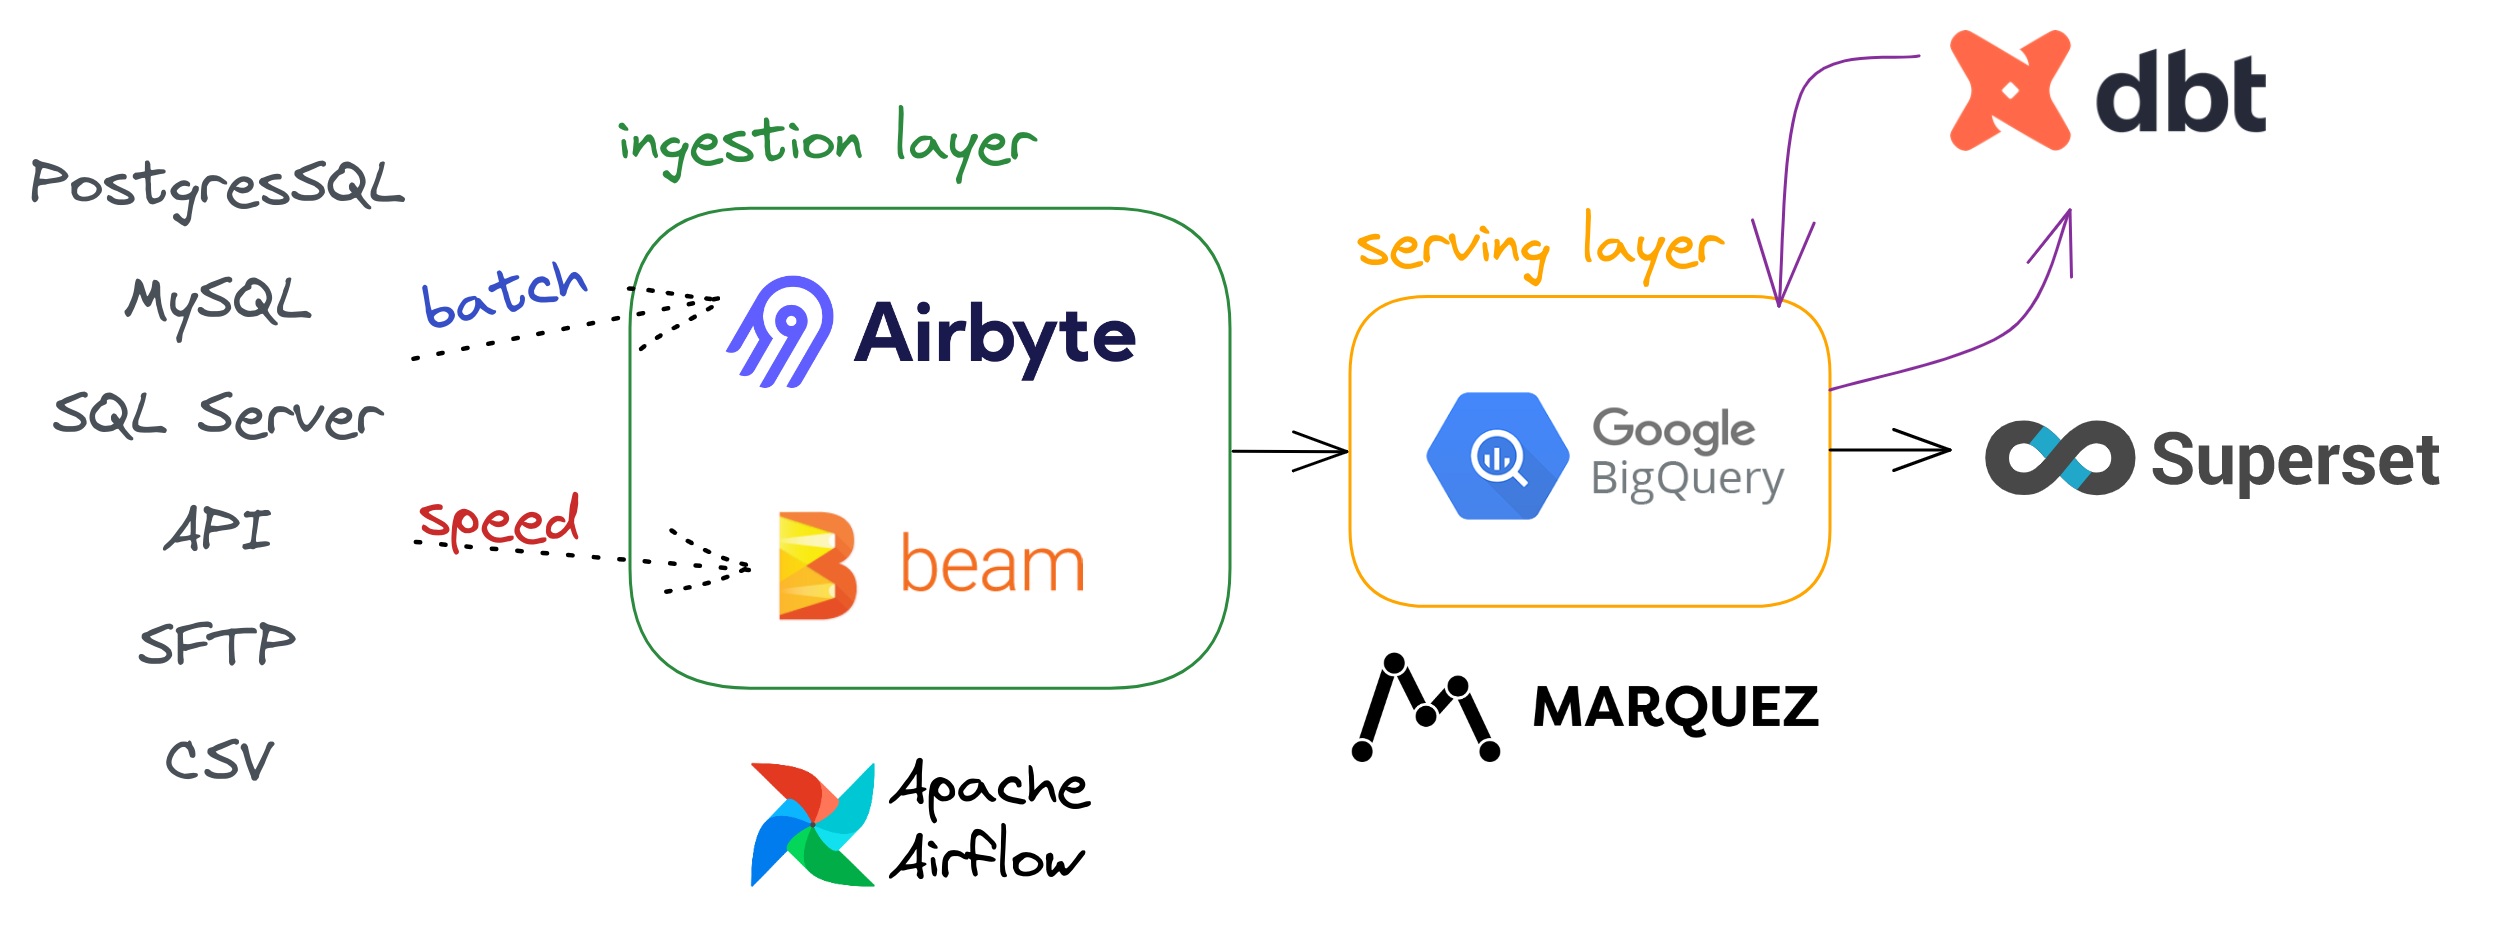 PostgresSQL
MySQL
SQL Server
API
SFTP
CSV
batch
speed
ingestion layer
Airbyte
beam
Apache
Airflow
serving layer
Google
BigQuery
MARQUEZ
dbt
Superset